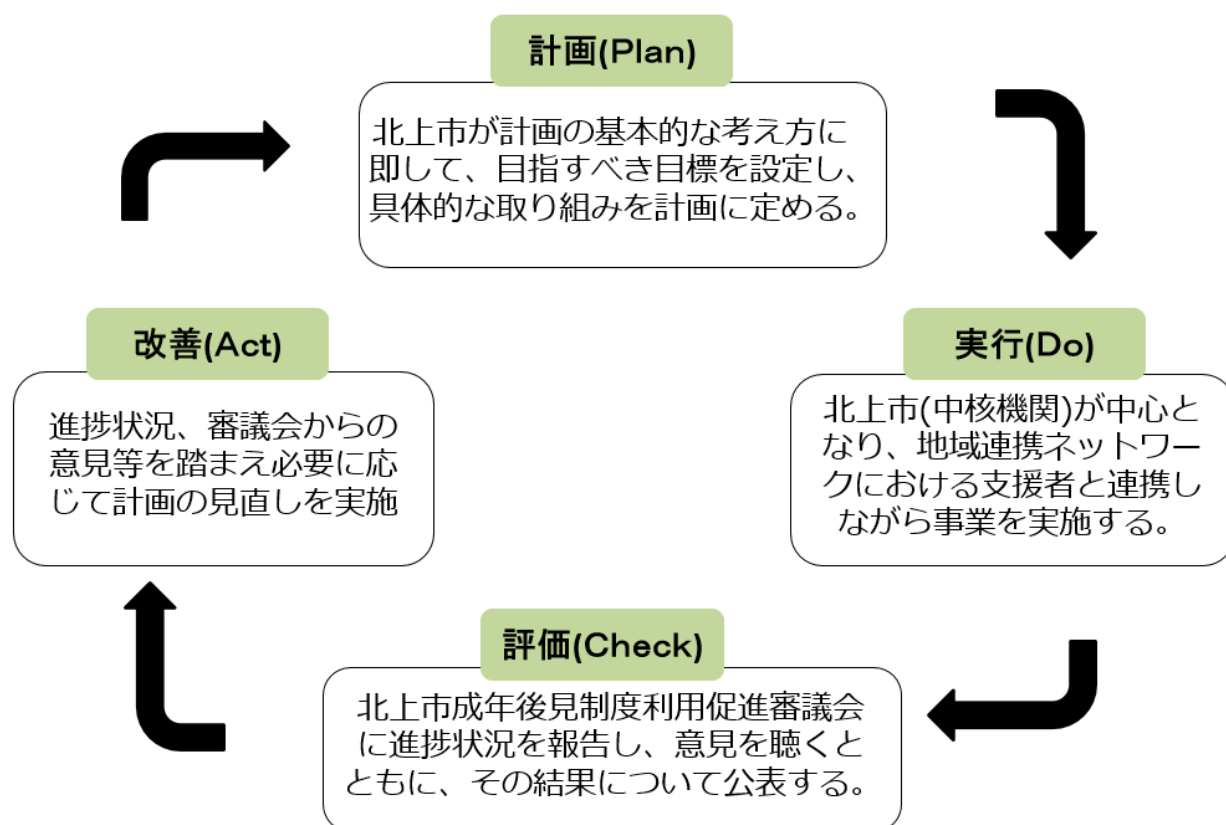 計画(Plan)
北上市が計画の基本的な考え方に
即して、目指すべき目標を設定し、
具体的な取り組みを計画に定める。
実行(Do)
北上市(中核機関)が中心と
なり、地域連携ネットワー
クにおける支援者と連携し
ながら事業を実施する。
評価(Check)
北上市成年後見制度利用促進審議会
に進捗状況を報告し、意見を聴くと
ともに、その結果について公表する。
改善(Act)
進捗状況、審議会からの
意見等を踏まえ必要に応
じて計画の見直しを実施